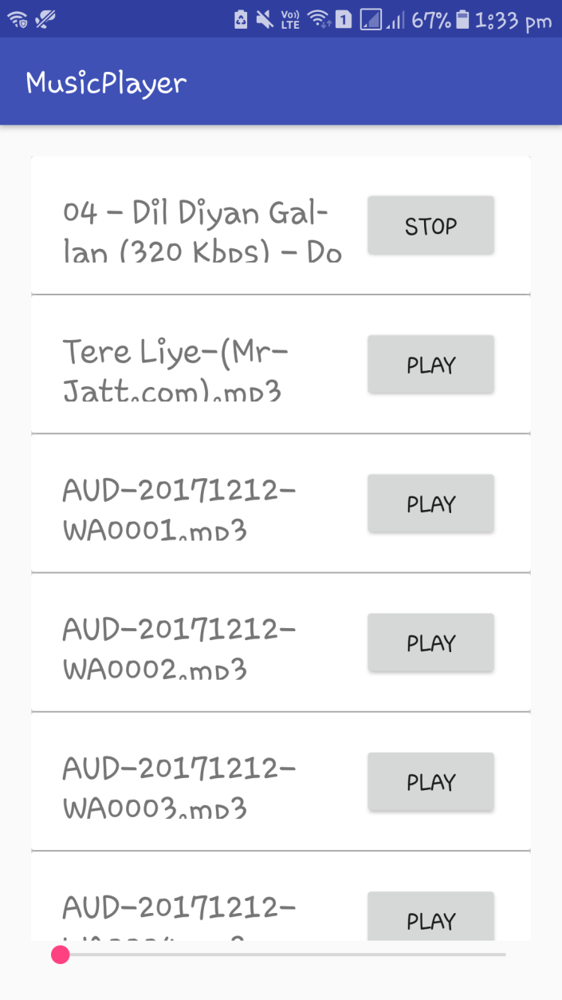 Vo)) LTE 1 67% 1:33 pm
MusicPlayer
04 - Dil Diyan Gal-
lan (320 Kbps) - Do
STOP
Tere Liye-(Mr-
Jatt.com).mp3
PLAY
AUD-20171212-
WA0001.mp3
PLAY
AUD-20171212-
WA0002.mp3
PLAY
AUD-20171212-
WA0003.mp3
PLAY
AUD-20171212-
PLAY